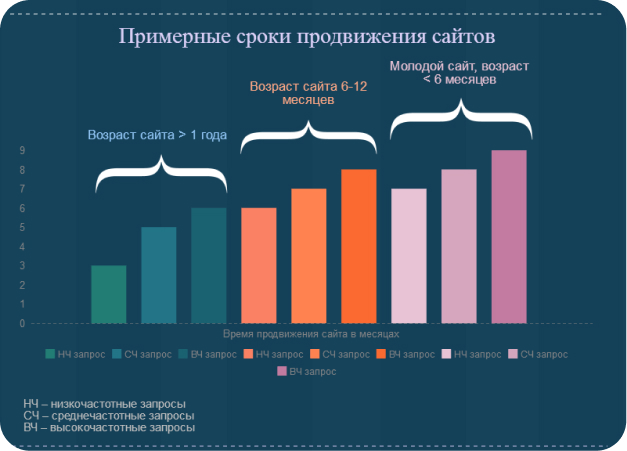 Примерные сроки продвижения сайтов
Молодой сайт, возраст
< 6 месяцев
Возраст сайта 6-12
месяцев
Возраст сайта > 1 года
9
8
7
6
5
4
3
2
1
0
Время продвижения сайта в месяцах
НЧ запрос СЧ запрос ВЧ запрос НЧ запрос СЧ запрос ВЧ запрос НЧ запрос СЧ запрос
ВЧ запрос
НЧ – низкочастотные запросы
СЧ – среднечастотные запросы
ВЧ – высокочастотные запросы